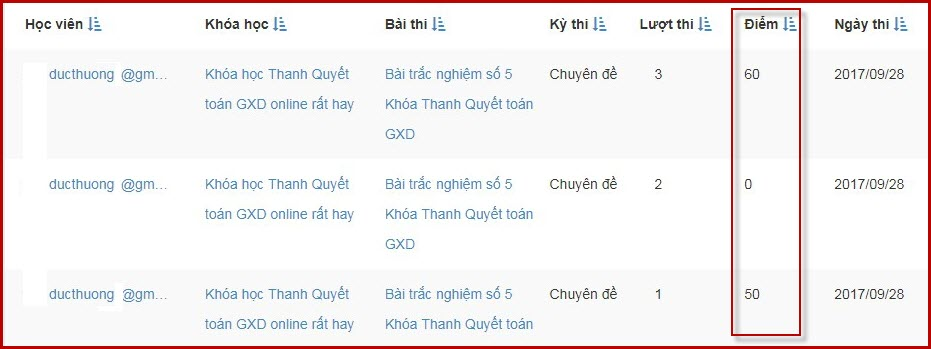 Học viên Khóa học Bài thi Kỳ thi Lượt thi Điểm Ngày thi
ducthuong @gm... Khóa học Thanh Quyết Bài trắc nghiệm số 5 Chuyên đề 3 60 2017/09/28
toán GXD online rất hay Khóa Thanh Quyết toán
GXD
ducthuong @gm... Khóa học Thanh Quyết Bài trắc nghiệm số 5 Chuyên đề 2 0 2017/09/28
toán GXD online rất hay Khóa Thanh Quyết toán
GXD
ducthuong @gm... Khóa học Thanh Quyết Bài trắc nghiệm số 5 Chuyên đề 1 50 2017/09/28
toán GXD online rất hay Khóa Thanh Quyết toán